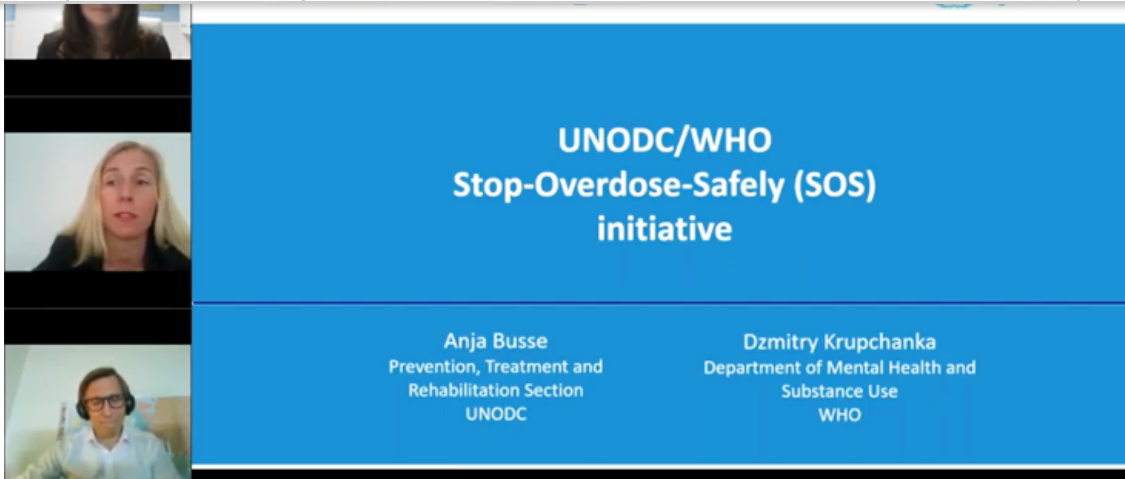 UNODC/WHO
Stop-Overdose-Safely (SOS)
initiative
Anja Busse
Prevention, Treatment and
Rehabilitation Section
UNODC
Dzmitry Krupchanka
Department of Mental Health and
Substance Use
WHO